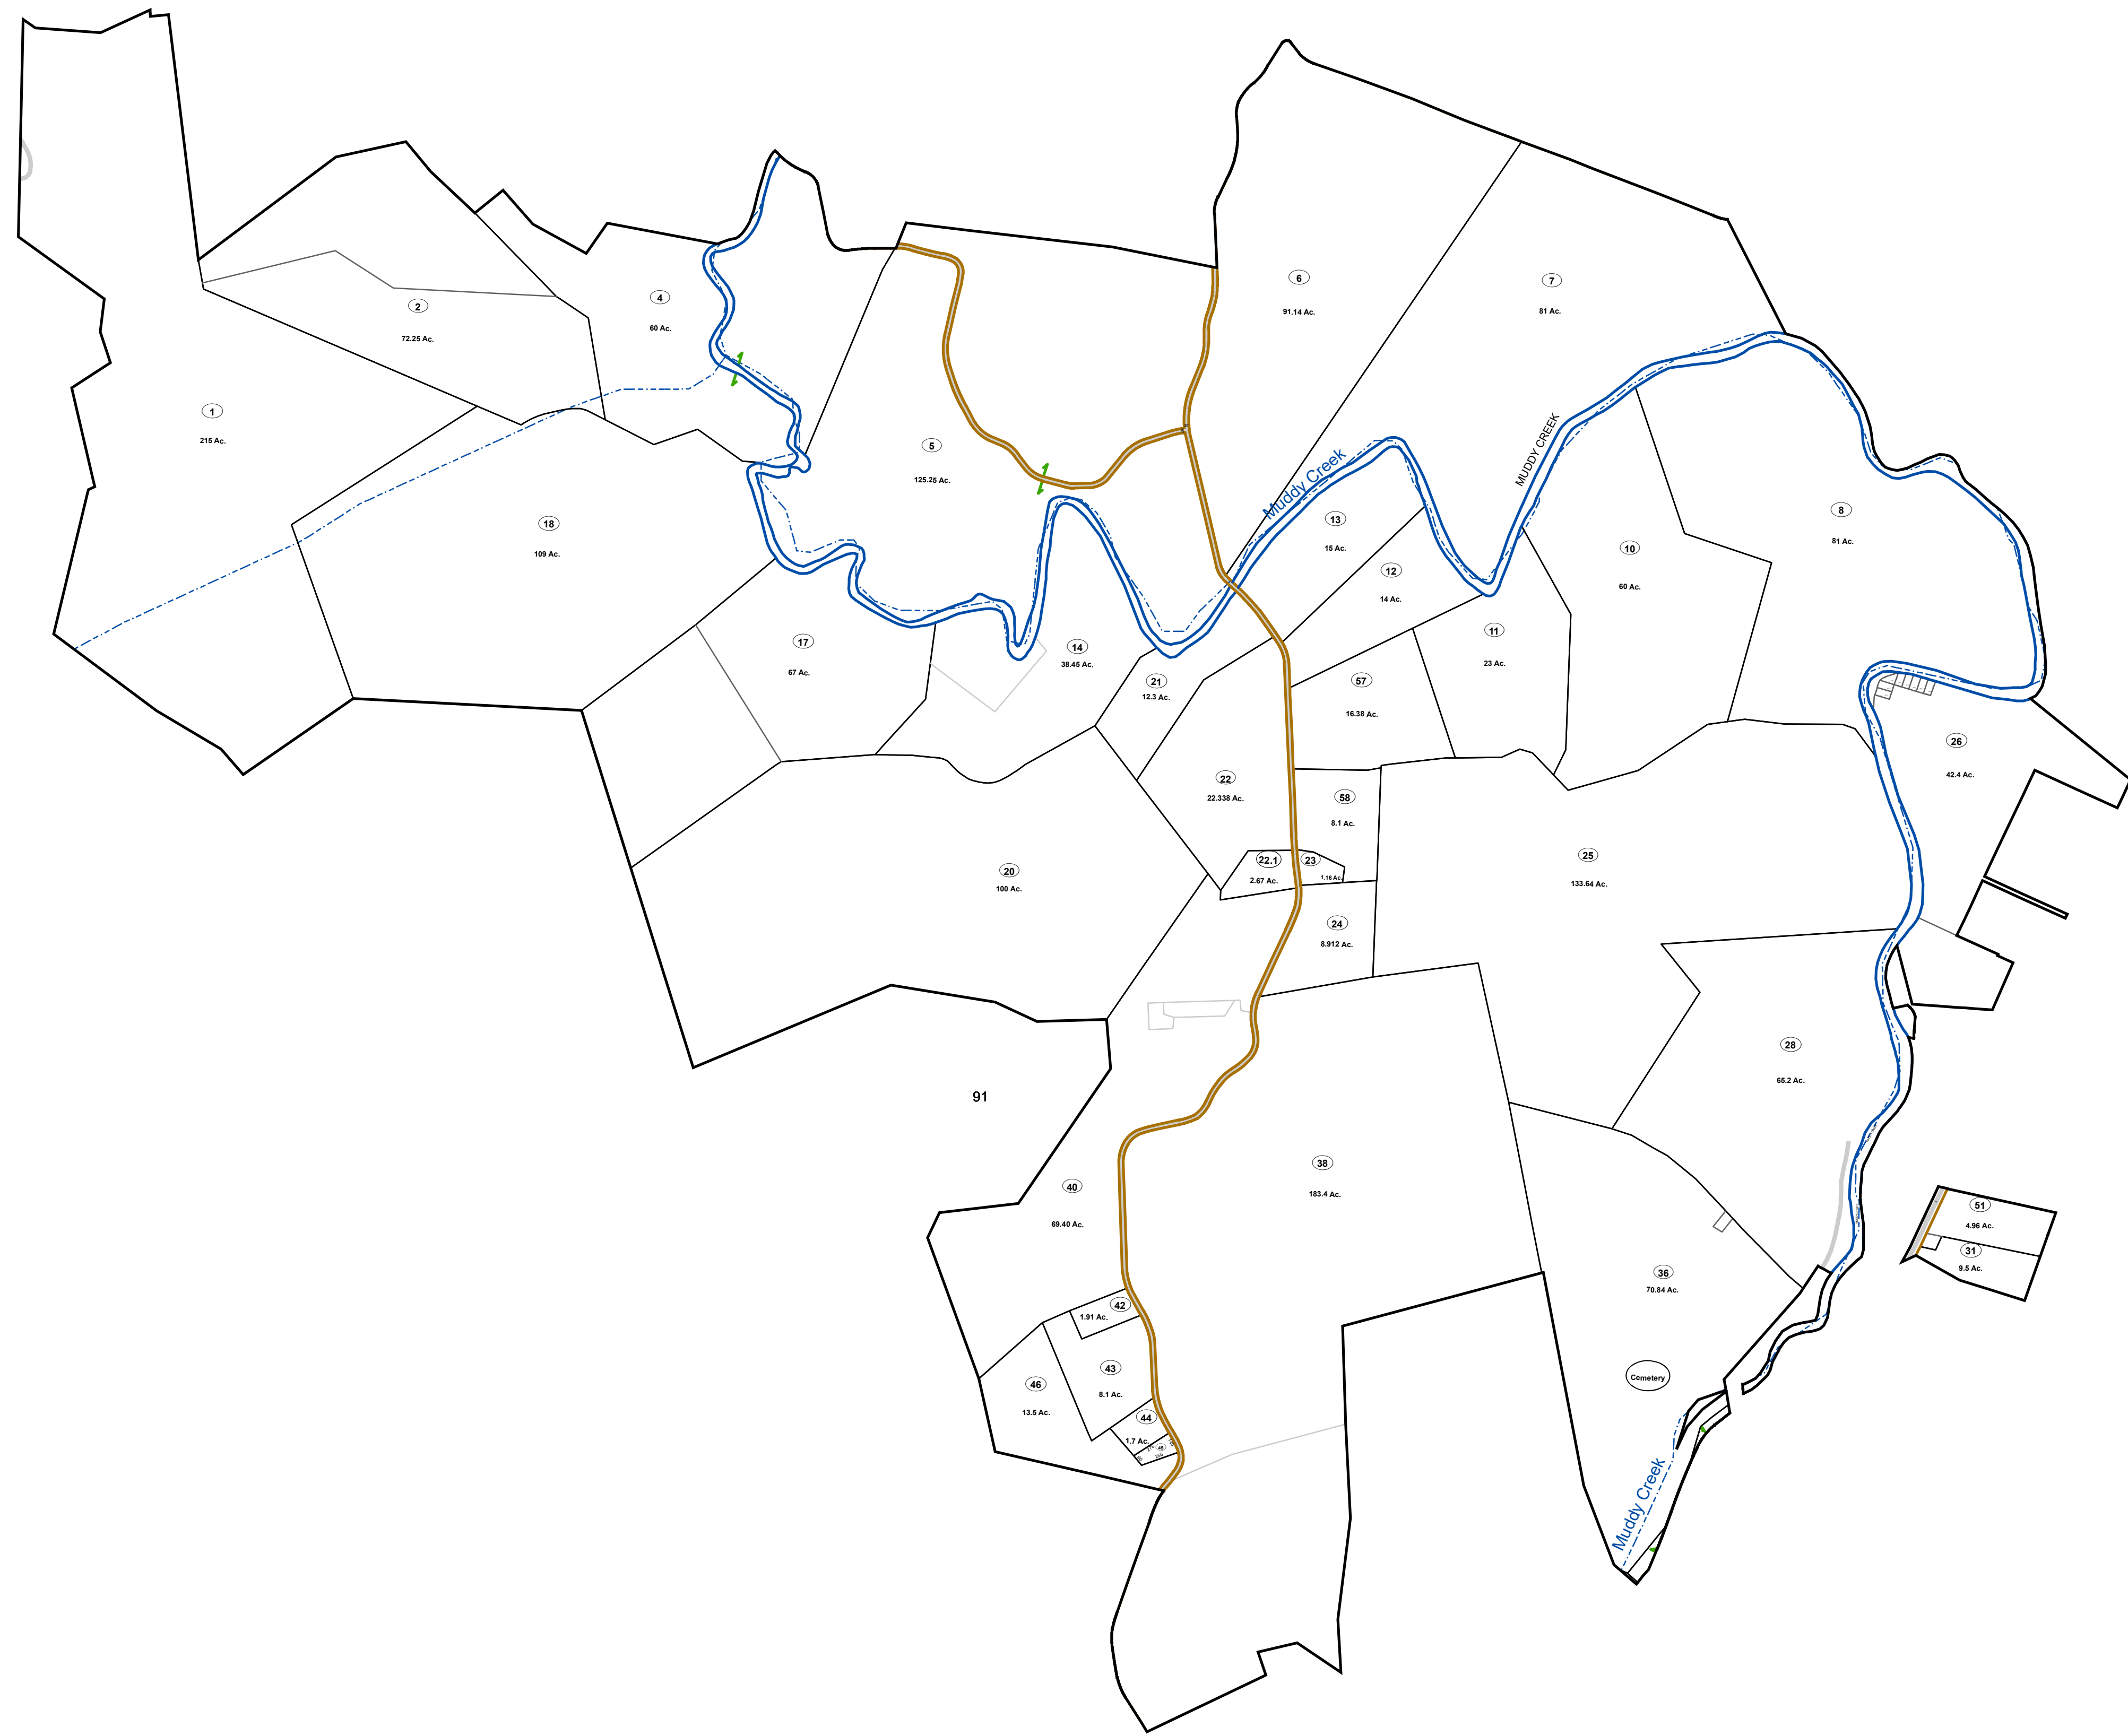 6
91.14 Ac.
7
81 Ac.
4
60 Ac.
2
72.25 Ac.
1
215 Ac.
5
125.25 Ac.
MUDDY CREEK
Muddy Creek
8
81 Ac.
18
109 Ac.
13
15 Ac.
12
14 Ac.
10
60 Ac.
11
23 Ac.
17
67 Ac.
14
38.45 Ac.
21
12.3 Ac.
57
16.38 Ac.
26
42.4 Ac.
22
22.338 Ac.
58
8.1 Ac.
22.1
2.67 Ac.
23
1.16 Ac.
25
133.64 Ac.
20
100 Ac.
24
8.912 Ac.
28
65.2 Ac.
91
38
183.4 Ac.
40
69.40 Ac.
51
4.96 Ac.
31
9.5 Ac.
36
70.84 Ac.
42
1.91 Ac.
43
8.1 Ac.
46
13.5 Ac.
Cemetery
44
1.7 Ac.
Muddy Creek